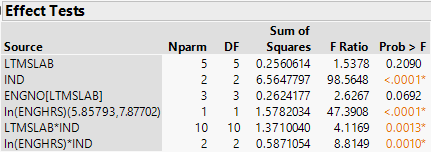 Effect Tests
Sum of
Source Nparm DF Squares F Ratio Prob > F
LTMSLAB 5 5 0.2560614 1.5378 0.2090
IND 2 2 6.5647797 98.5648 <.0001*
ENGNO[LTMSLAB] 3 3 0.2624177 2.6267 0.0692
ln(ENGHRS)(5.85793,7.87702) 1 1 1.5782034 47.3908 <.0001*
LTMSLAB*IND 10 10 1.3710040 4.1169 0.0013*
ln(ENGHRS)*IND 2 2 0.5871054 8.8149 0.0010*